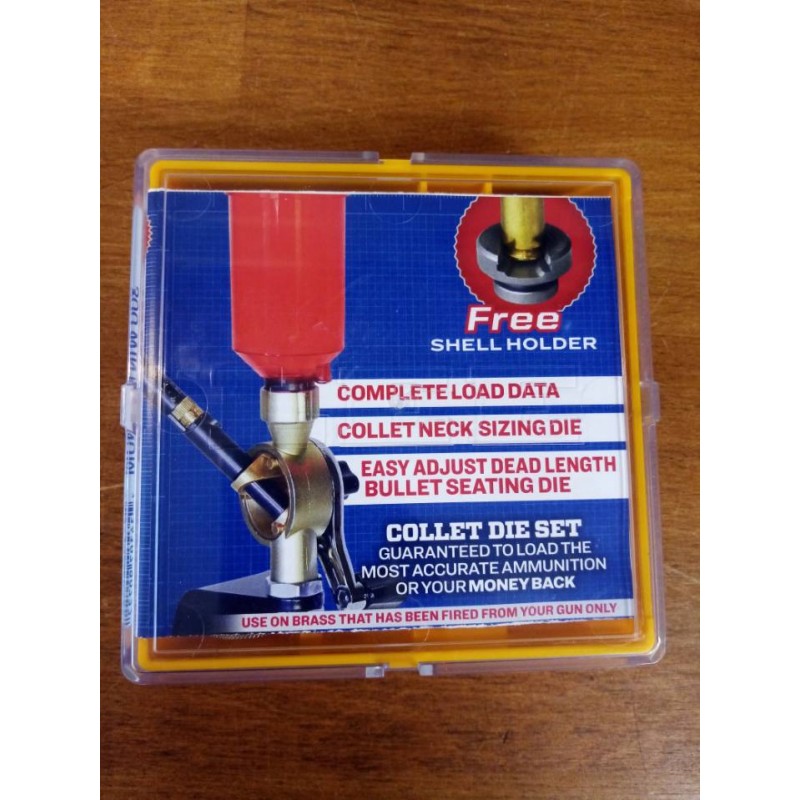 Free
SHELL HOLDER
COMPLETE LOAD DATA
COLLET NECK SIZING DIE
EASY ADJUST DEAD LENGTH
BULLET SEATING DIE
COLLET DIE SET
GUARANTEED TO LOAD THE
MOST ACCURATE AMMUNITION
OR YOUR MONEY BACK
USE ON BRASS THAT HAS BEEN FIRED FROM YOUR GUN ONLY